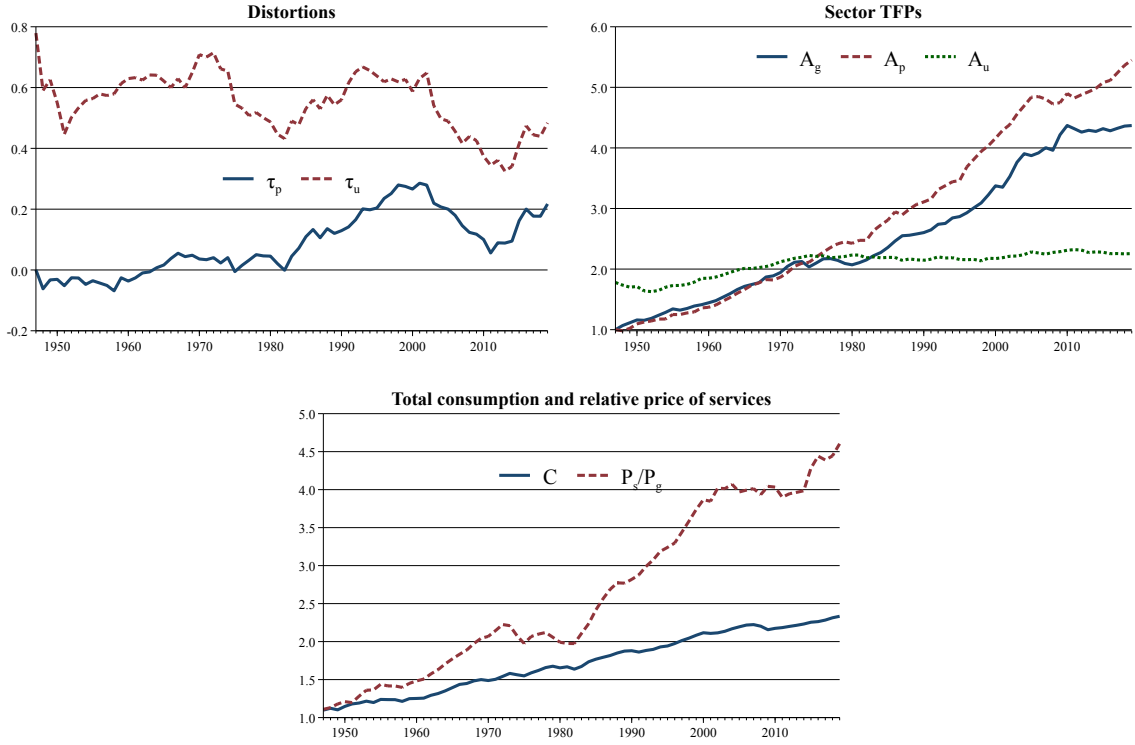 Distortions
0.8
0.6
0.4
0.2
0.0
-0.2
τp τu
1950 1960 1970 1980 1990 2000 2010
Sector TFPs
6.0
5.0
4.0
3.0
2.0
1.0
Ag Ap Au
1950 1960 1970 1980 1990 2000 2010
Total consumption and relative price of services
5.0
4.5
4.0
3.5
3.0
2.5
2.0
1.5
1.0
C Ps/Pg
1950 1960 1970 1980 1990 2000 2010